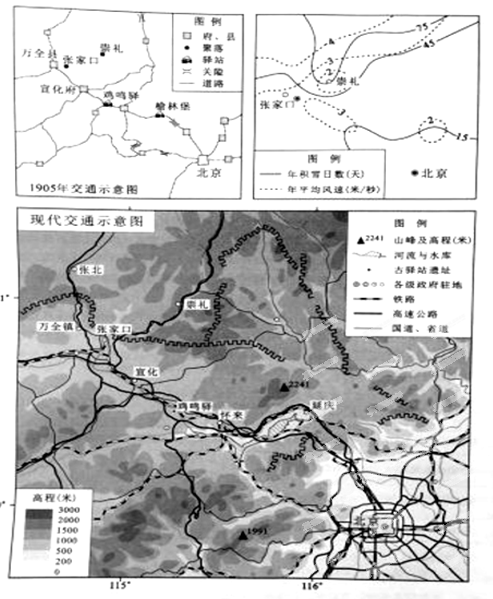 图 例
府、县
聚落
驿站
关隘
道路
崇礼
万全县
张家口
宣化府
鸡鸣驿
榆林堡
北京
1905年交通示意图
75
45
4
3
2
崇礼
张家口
3
2
15
图 例
年积雪日数(天)
年平均风速(米/秒)
北京
现代交通示意图
图 例
2241 山峰及高程(米)
河流与水库
古驿站遗址
各级政府驻地
铁路
高速公路
国道、省道
张北
崇礼
1°
万全镇
张家口
宣化
2241
鸡鸣驿
怀来
延庆
高程(米)
3000
2000
1500
1000
500
200
0
°
北京
1991
115°
116°